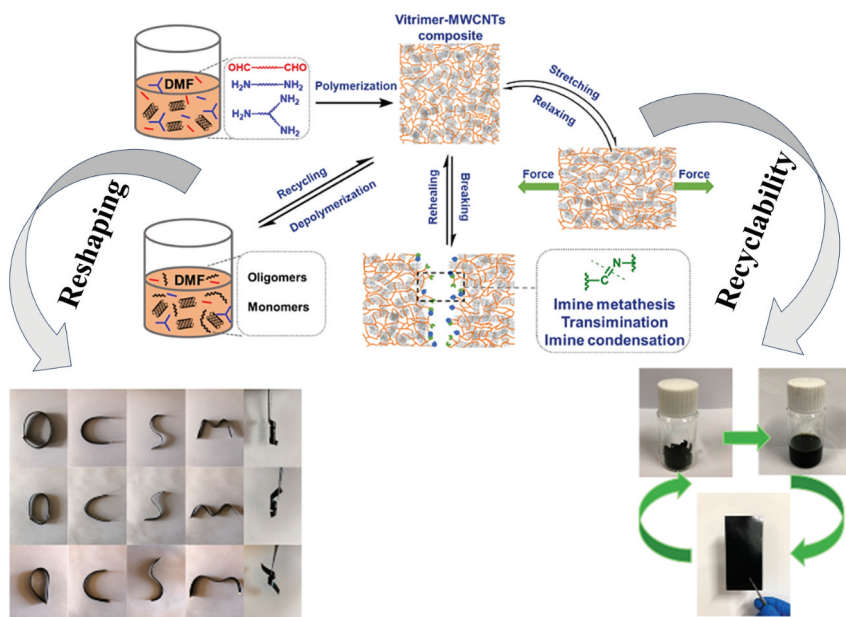 Vitrimer-MWCNTs
composite
DMF
OHC CHO
H₂N NH₂
NH₂
H₂N
NH₂
Polymerization
Stretching
Relaxing
Force Force
Recycling
Depolymerization
Rehealing
Breaking
Reshaping
Recyclability
DMF
Oligomers
Monomers
N
C
Imine metathesis
Transimination
Imine condensation